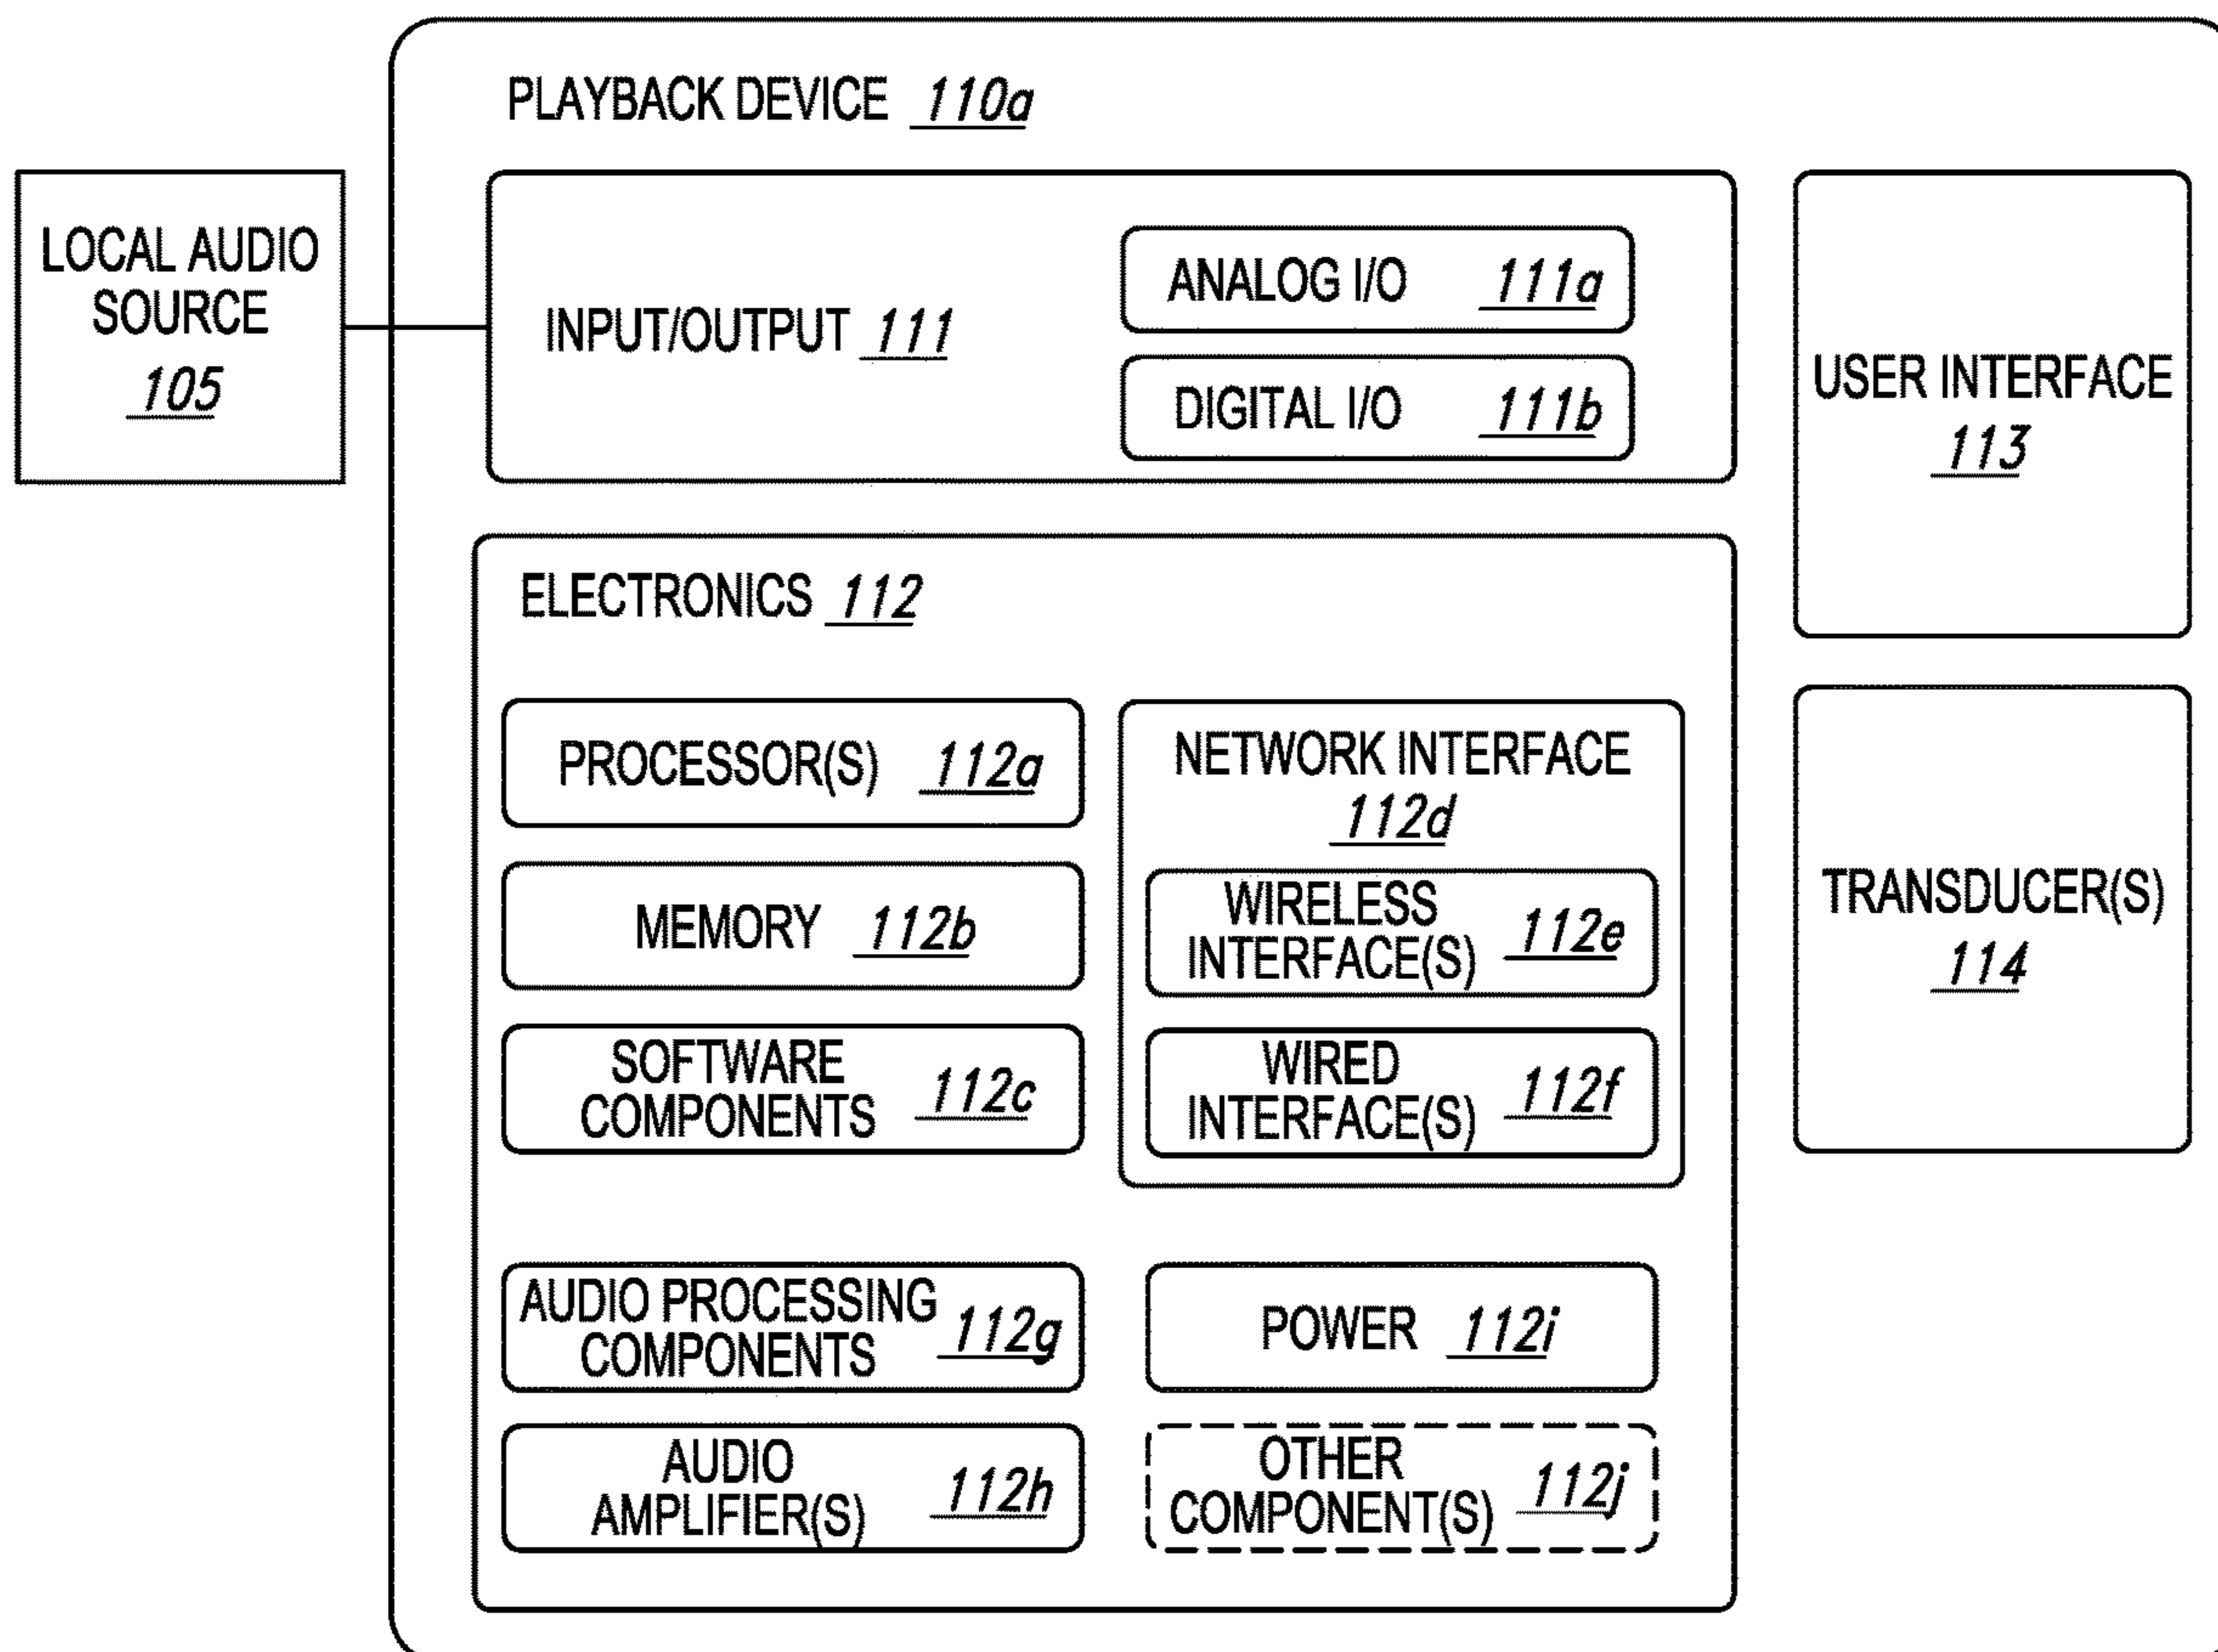 PLAYBACK DEVICE 110a
LOCAL AUDIO
SOURCE
105
INPUT/OUTPUT 111
ANALOG I/O 111a
DIGITAL I/O 111b
USER INTERFACE
113
ELECTRONICS 112
PROCESSOR(S) 112a
MEMORY 112b
SOFTWARE
COMPONENTS 112c
NETWORK INTERFACE
112d
WIRELESS
INTERFACE(S) 112e
WIRED
INTERFACE(S) 112f
TRANSDUCER(S)
114
AUDIO PROCESSING
COMPONENTS 112g
POWER 112i
AUDIO
AMPLIFIER(S) 112h
OTHER
COMPONENT(S) 112j